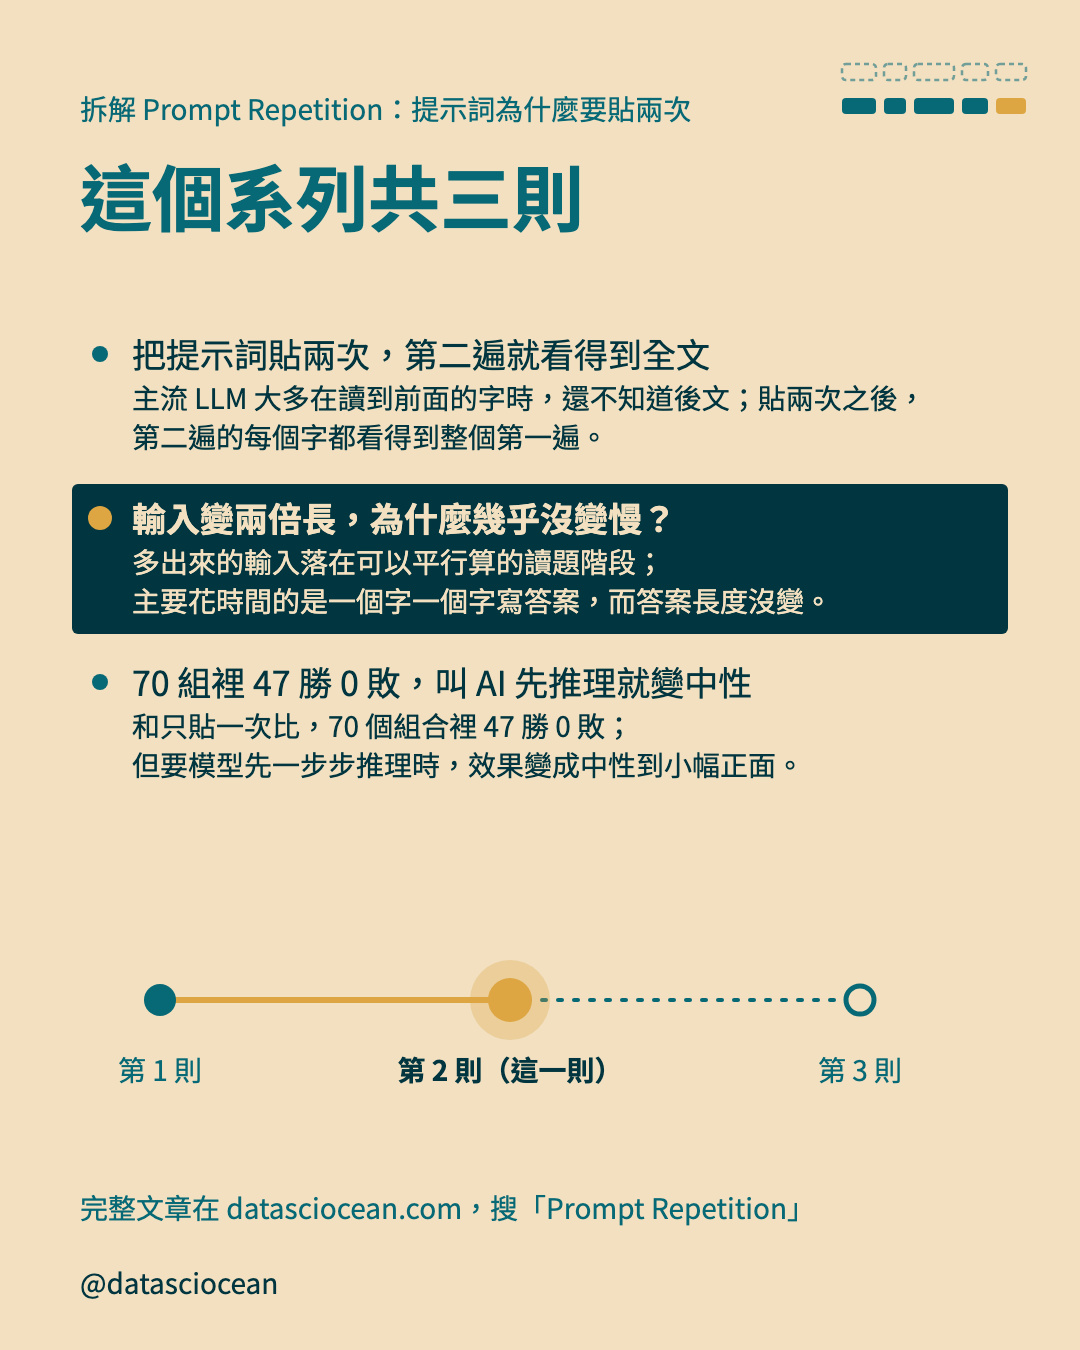 拆解 Prompt Repetition：提示詞為什麼要貼兩次
這個系列共三則
把提示詞貼兩次，第二遍就看得到全文
主流 LLM 大多在讀到前面的字時，還不知道後文；貼兩次之後，
第二遍的每個字都看得到整個第一遍。
輸入變兩倍長，為什麼幾乎沒變慢？
多出來的輸入落在可以平行算的讀題階段；
主要花時間的是一個字一個字寫答案，而答案長度沒變。
70 組裡 47 勝 0 敗，叫 AI 先推理就變中性
和只貼一次比，70 個組合裡 47 勝 0 敗；
但要模型先一步步推理時，效果變成中性到小幅正面。
第 1 則
第 2 則（這一則）
第 3 則
完整文章在 datasciocean.com，搜「Prompt Repetition」
@datasciocean